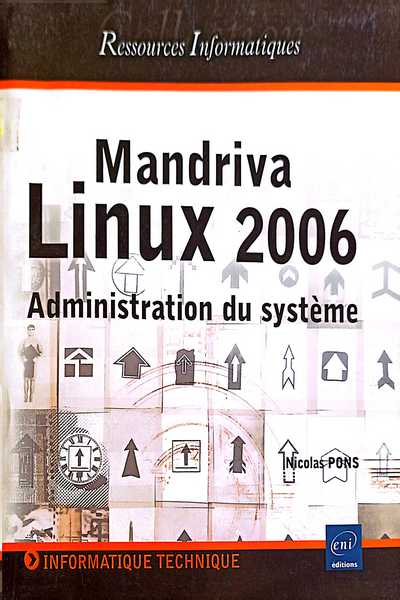 Ressources Informatiques
Mandriva
Linux 2006
Administration du système
Nicolas PONS
eni
éditions
INFORMATIQUE TECHNIQUE